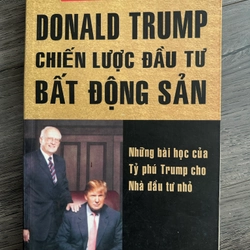 DONALD TRUMP
CHIẾN LƯỢC ĐẦU TƯ
BẤT ĐỘNG SẢN
Những bài học của
Tỷ phú Trump cho
Nhà đầu tư nhỏ